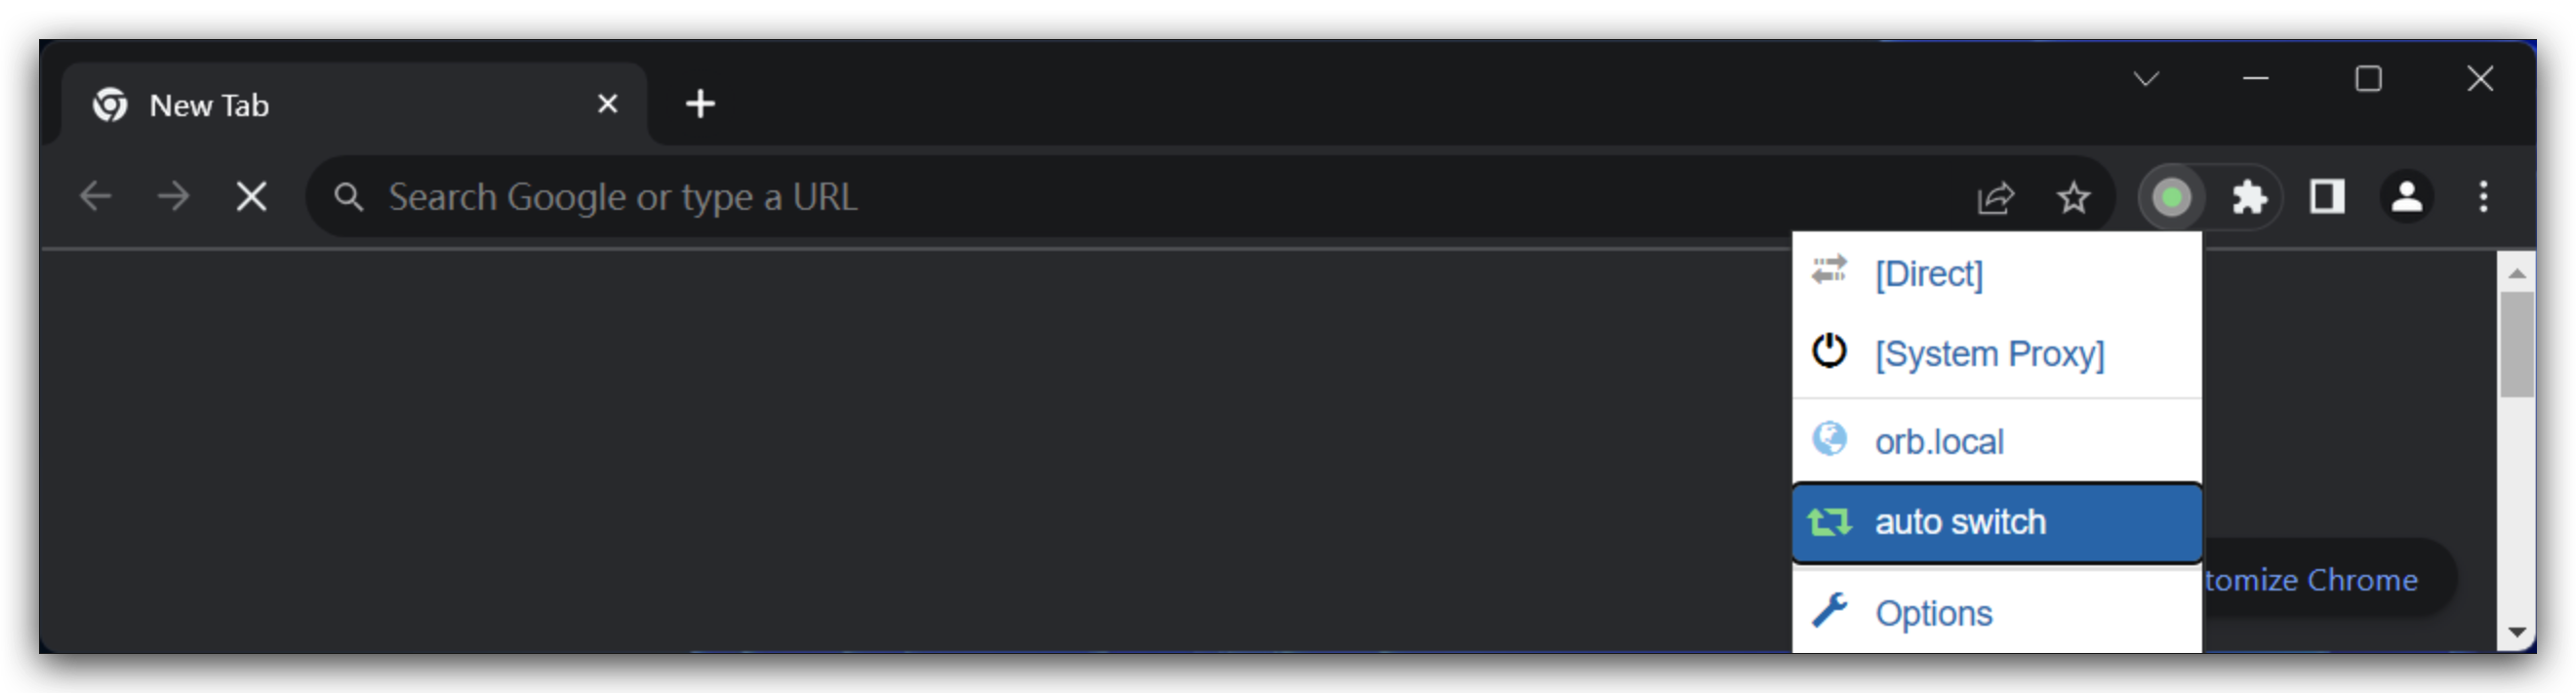 New Tab
Search Google or type a URL
[Direct]
[System Proxy]
orb.local
auto switch
tomize Chrome
Options